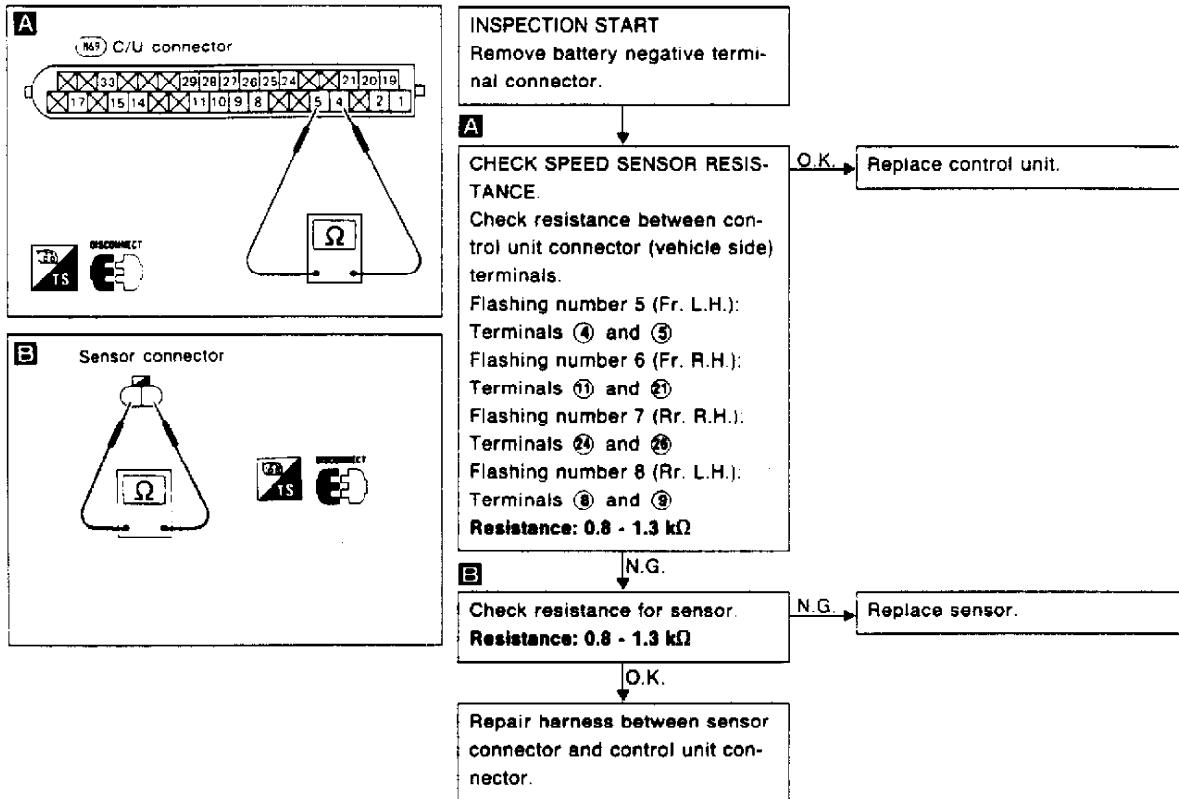 A
M69 C/U connector
33 29 28 27 26 25 24 21 20 19
17 15 14 11 10 9 8 5 4 2 1
Ω
DISCONNECT
TS
B
Sensor connector
Ω
DISCONNECT
TS
INSPECTION START
Remove battery negative termi-
nal connector.
A
CHECK SPEED SENSOR RESIS-
TANCE.
Check resistance between con-
trol unit connector (vehicle side)
terminals.
Flashing number 5 (Fr. L.H.):
Terminals ④ and ⑤
Flashing number 6 (Fr. R.H.):
Terminals ⑪ and ㉑
Flashing number 7 (Rr. R.H.):
Terminals ㉔ and ㉖
Flashing number 8 (Rr. L.H.):
Terminals ⑧ and ⑨
Resistance: 0.8 - 1.3 kΩ
O.K.
Replace control unit.
N.G.
B
Check resistance for sensor.
Resistance: 0.8 - 1.3 kΩ
N.G.
Replace sensor.
O.K.
Repair harness between sensor
connector and control unit con-
nector.